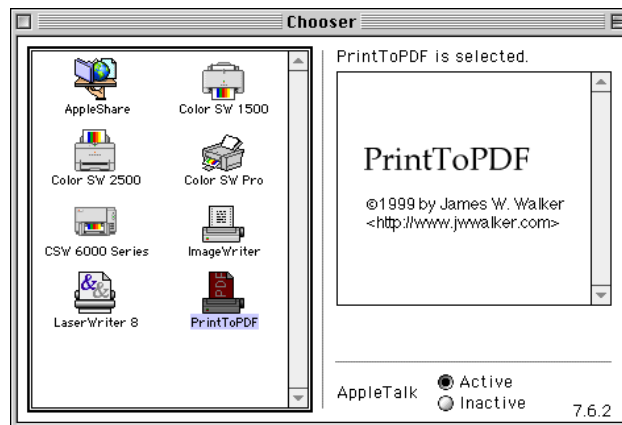 Chooser
AppleShare
Color SW 1500
Color SW 2500
Color SW Pro
CSW 6000 Series
ImageWriter
LaserWriter 8
PDF
PrintToPDF
PrintToPDF is selected.
PrintToPDF
©1999 by James W. Walker
<http://www.jwwalker.com>
AppleTalk
Active
Inactive
7.6.2